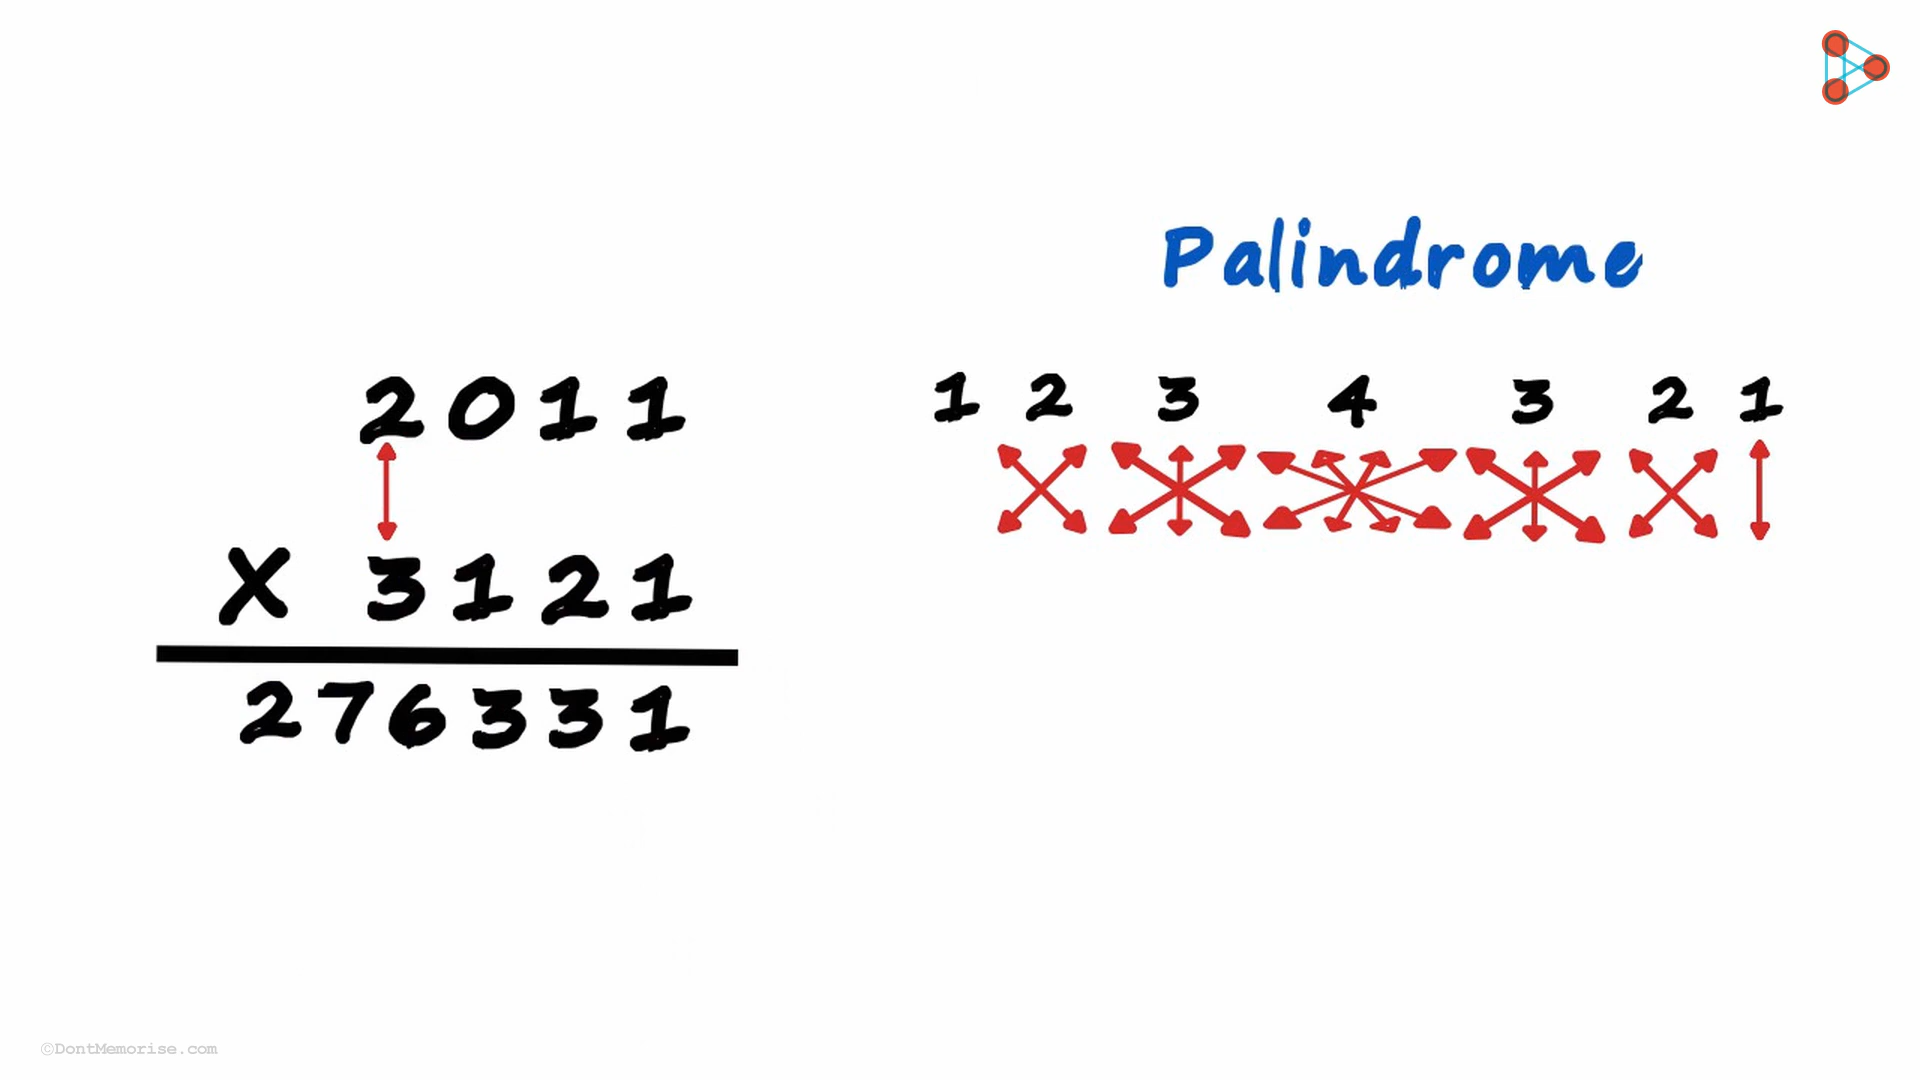 Palindrome
2011
1 2 3 4 3 2 1
X 3121
276331
©DontMemorise.com